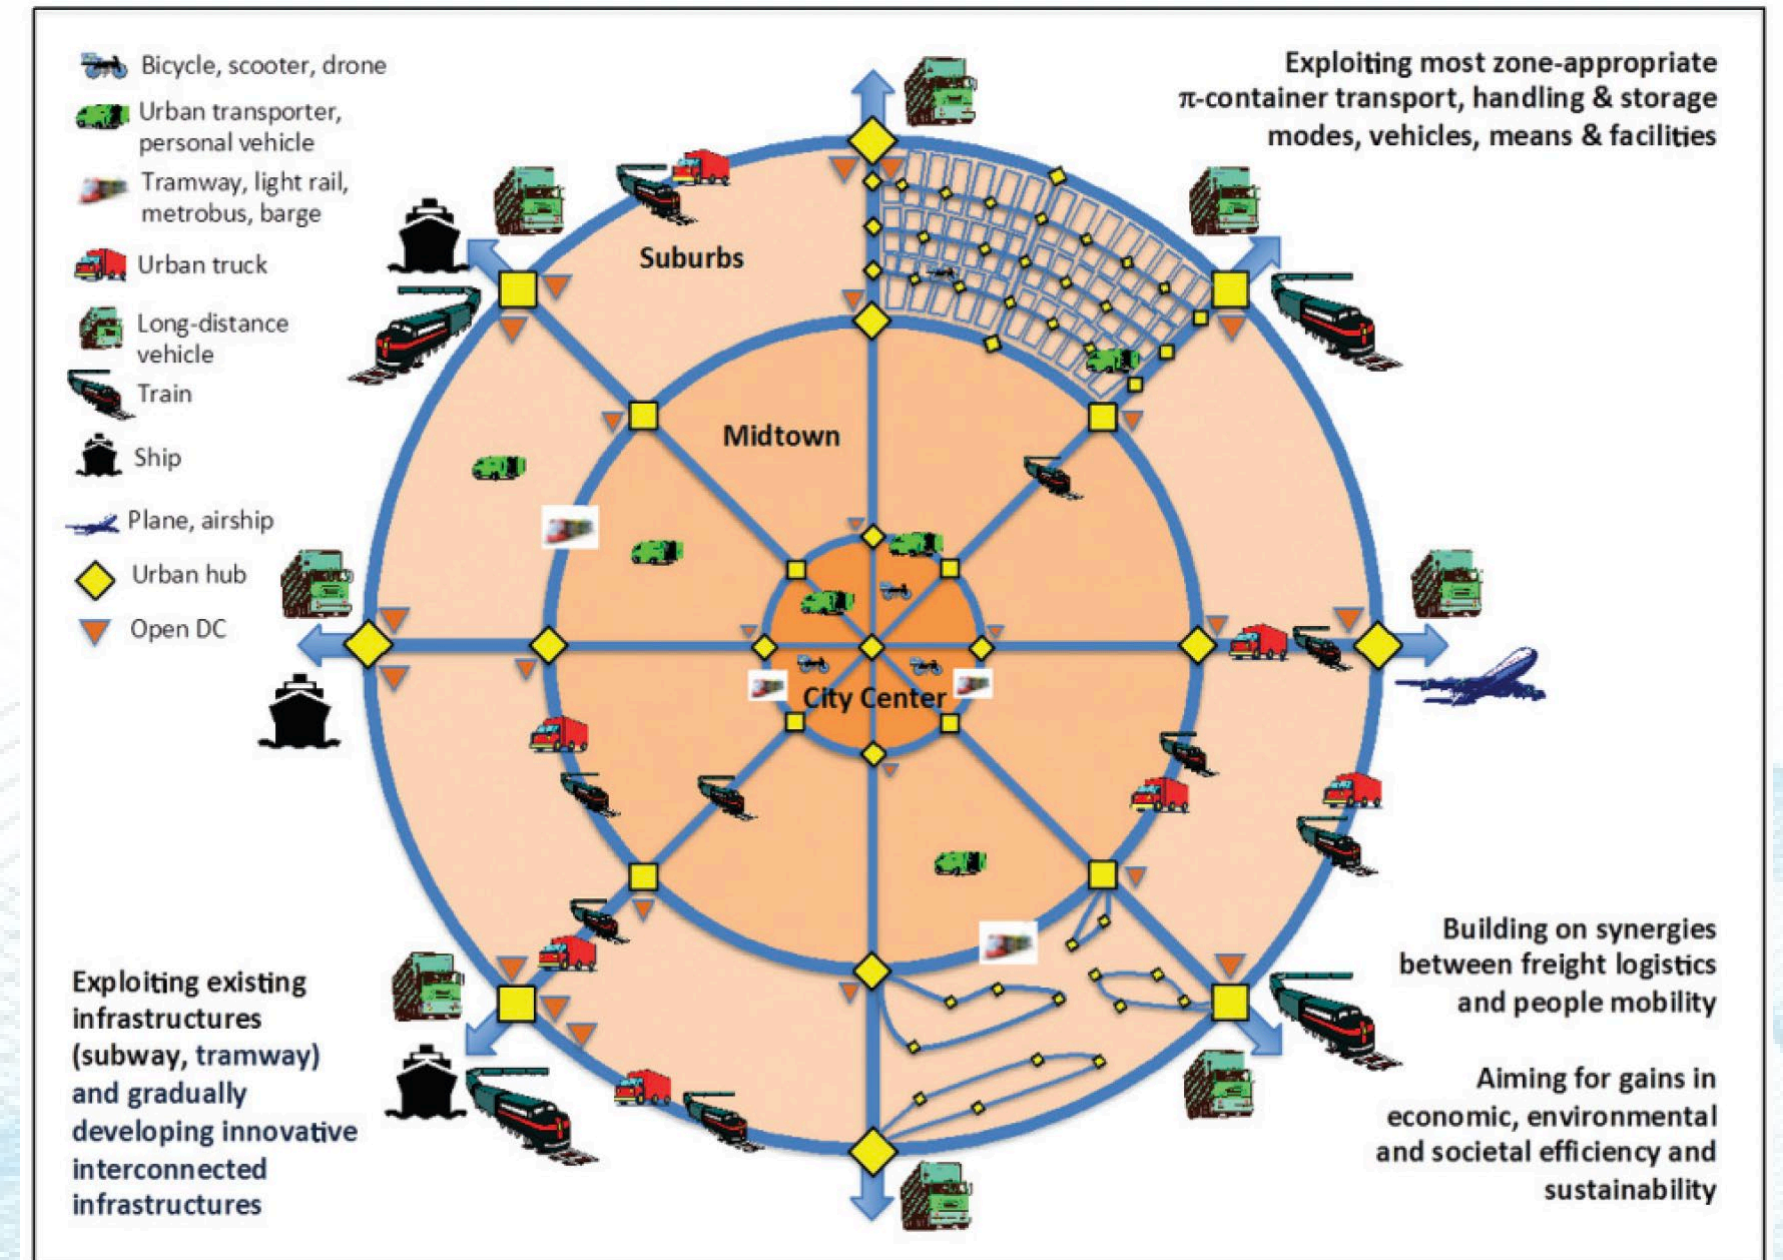 Bicycle, scooter, drone
Urban transporter,
personal vehicle
Tramway, light rail,
metrobus, barge
Urban truck
Long-distance
vehicle
Train
Ship
Plane, airship
Urban hub
Open DC
Exploiting most zone-appropriate
π-container transport, handling & storage
modes, vehicles, means & facilities
Suburbs
Midtown
City Center
Exploiting existing
infrastructures
(subway, tramway)
and gradually
developing innovative
interconnected
infrastructures
Building on synergies
between freight logistics
and people mobility
Aiming for gains in
economic, environmental
and societal efficiency and
sustainability